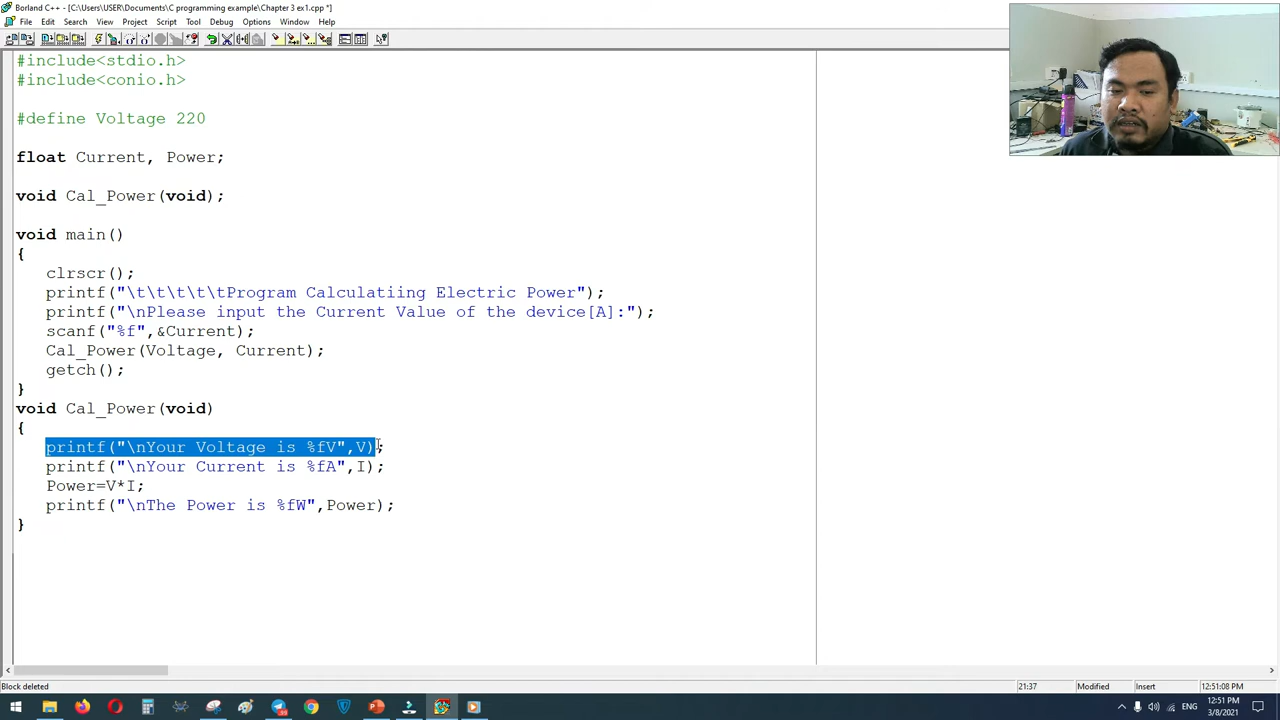 Borland C++ - [C:\Users\USER\Documents\C programming example\Chapter 3 ex1.cpp *]
File Edit Search View Project Script Tool Debug Options Window Help
#include<stdio.h>
#include<conio.h>
#define Voltage 220
float Current, Power;
void Cal_Power(void);
void main()
{
clrscr();
printf("\t\t\t\t\tProgram Calculatiing Electric Power");
printf("\nPlease input the Current Value of the device[A]:");
scanf("%f",&Current);
Cal_Power(Voltage, Current);
getch();
}
void Cal_Power(void)
{
printf("\nYour Voltage is %fV",V);
printf("\nYour Current is %fA",I);
Power=V*I;
printf("\nThe Power is %fW",Power);
}
Block deleted 21:37 Modified Insert 12:51:08 PM
12:51 PM
3/8/2021